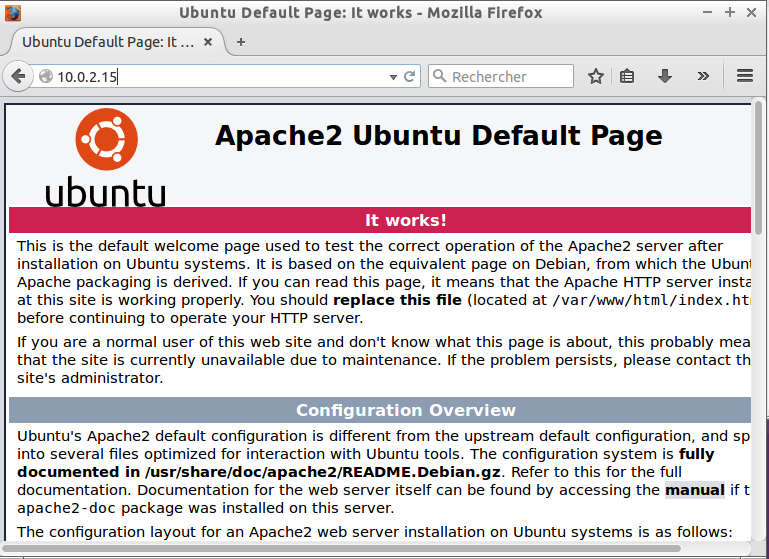 Ubuntu Default Page: It works - Mozilla Firefox
Ubuntu Default Page: It ...
10.0.2.15
Rechercher
ubuntu
Apache2 Ubuntu Default Page
It works!
This is the default welcome page used to test the correct operation of the Apache2 server after
installation on Ubuntu systems. It is based on the equivalent page on Debian, from which the Ubun
Apache packaging is derived. If you can read this page, it means that the Apache HTTP server insta
at this site is working properly. You should replace this file (located at /var/www/html/index.htm
before continuing to operate your HTTP server.
If you are a normal user of this web site and don't know what this page is about, this probably mea
that the site is currently unavailable due to maintenance. If the problem persists, please contact th
site's administrator.
Configuration Overview
Ubuntu's Apache2 default configuration is different from the upstream default configuration, and sp
into several files optimized for interaction with Ubuntu tools. The configuration system is fully
documented in /usr/share/doc/apache2/README.Debian.gz. Refer to this for the full
documentation. Documentation for the web server itself can be found by accessing the manual if t
apache2-doc package was installed on this server.
The configuration layout for an Apache2 web server installation on Ubuntu systems is as follows: